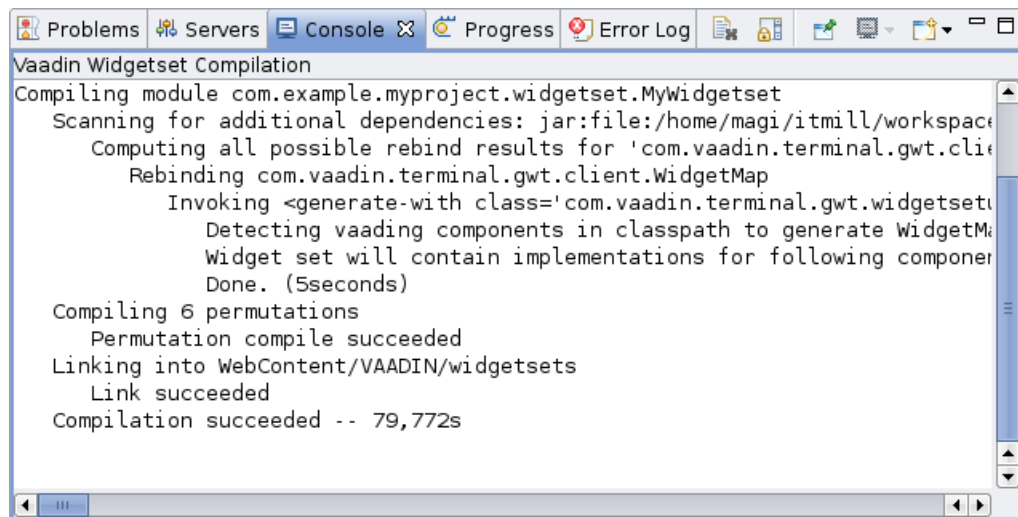 Problems Servers Console Progress Error Log
Vaadin Widgetset Compilation
Compiling module com.example.myproject.widgetset.MyWidgetset
Scanning for additional dependencies: jar:file:/home/magi/itmill/workspace
Computing all possible rebind results for 'com.vaadin.terminal.gwt.clie
Rebinding com.vaadin.terminal.gwt.client.WidgetMap
Invoking <generate-with class='com.vaadin.terminal.gwt.widgetsetu
Detecting vaading components in classpath to generate WidgetMa
Widget set will contain implementations for following componen
Done. (5seconds)
Compiling 6 permutations
Permutation compile succeeded
Linking into WebContent/VAADIN/widgetsets
Link succeeded
Compilation succeeded -- 79,772s